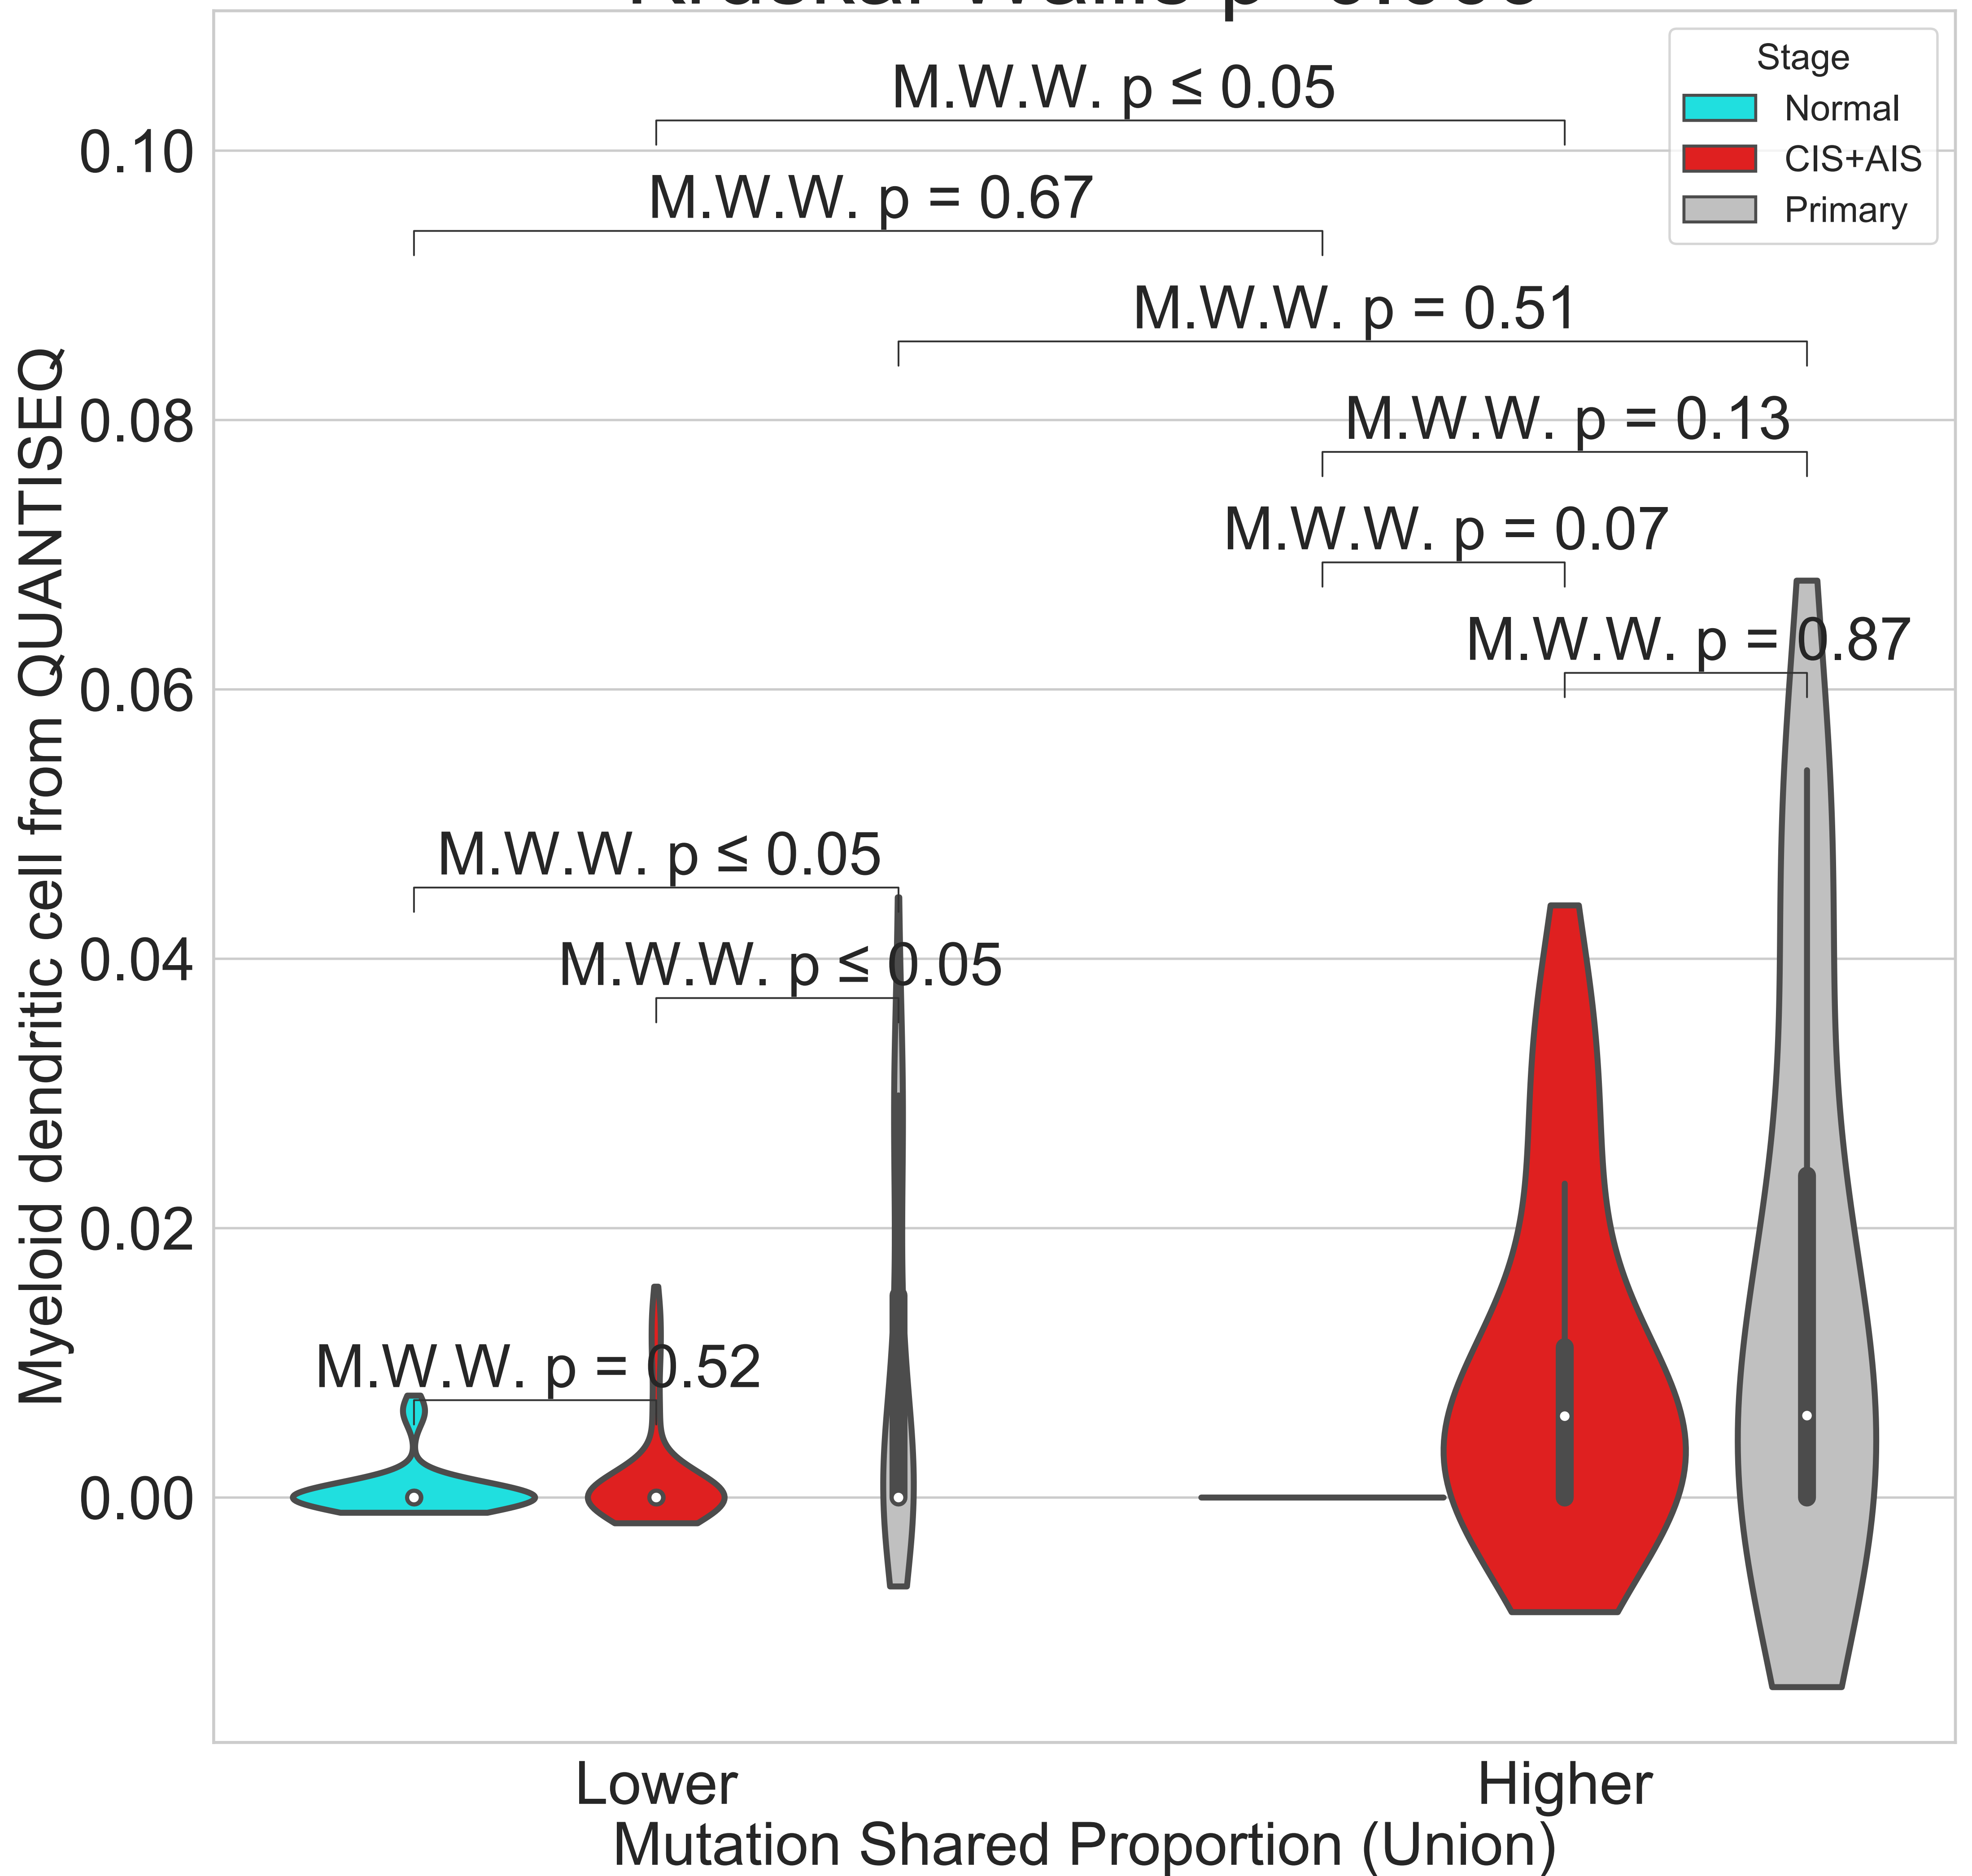 M.W.W. p ≤ 0.05
Stage
Normal
CIS+AIS
Primary
0.10
M.W.W. p = 0.67
M.W.W. p = 0.51
0.08
M.W.W. p = 0.13
M.W.W. p = 0.07
M.W.W. p = 0.87
0.06
Myeloid dendritic cell from QUANTISEQ
M.W.W. p ≤ 0.05
0.04
M.W.W. p ≤ 0.05
0.02
M.W.W. p = 0.52
0.00
Lower
Higher
Mutation Shared Proportion (Union)